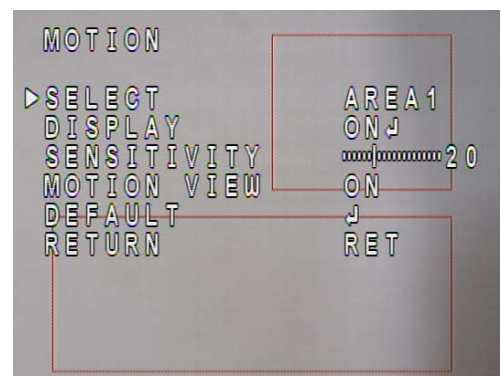 MOTION
▷SELECT AREA1
DISPLAY ON↲
SENSITIVITY 20
MOTION VIEW ON
DEFAULT ↲
RETURN RET